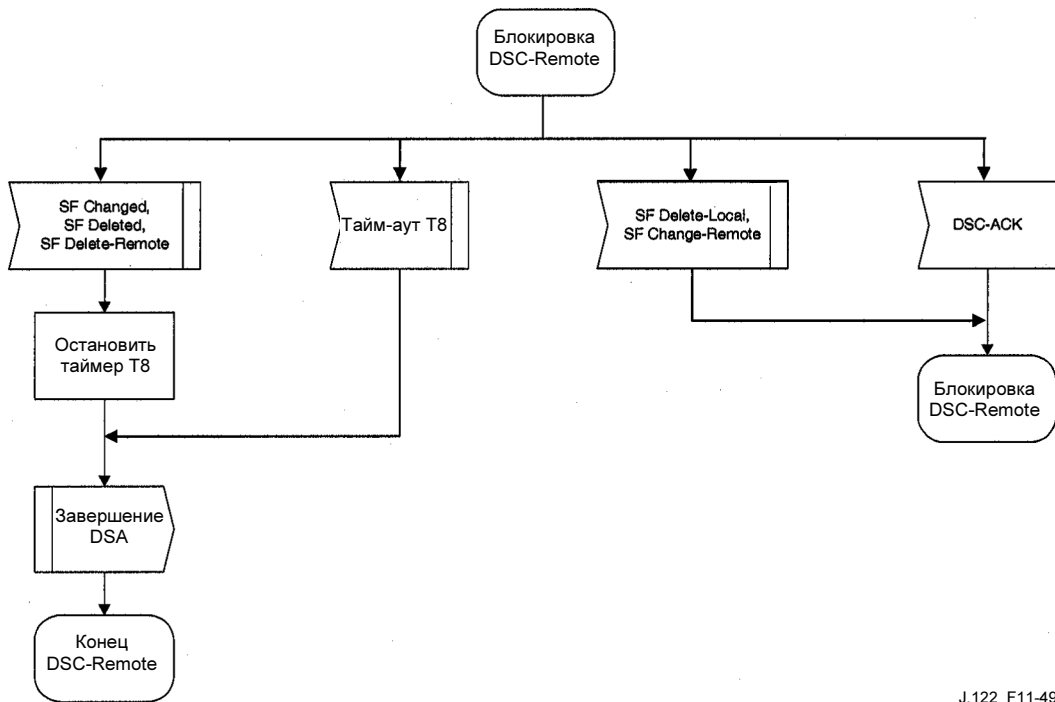 Блокировка
DSC-Remote
SF Changed,
SF Deleted,
SF Delete-Remote
Тайм-аут T8
SF Delete-Local,
SF Change-Remote
DSC-ACK
Остановить
таймер T8
Блокировка
DSC-Remote
Завершение
DSA
Конец
DSC-Remote
J.122_F11-49